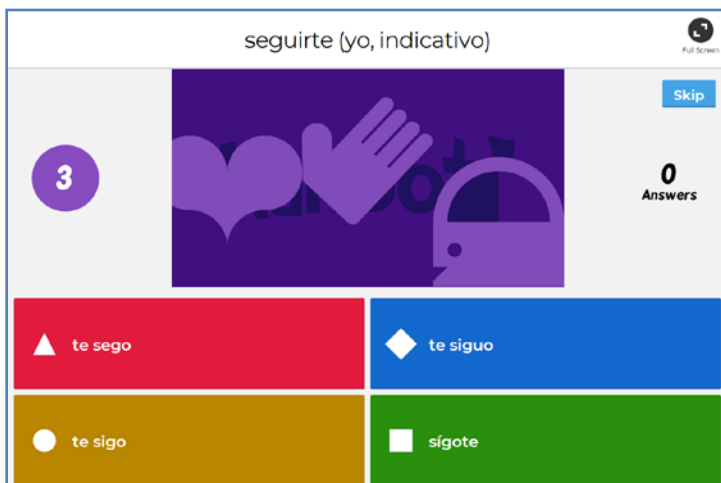 seguirte (yo, indicativo)
Full Screen
Skip
3
0
Answers
te sego
te siguo
te sigo
sígote